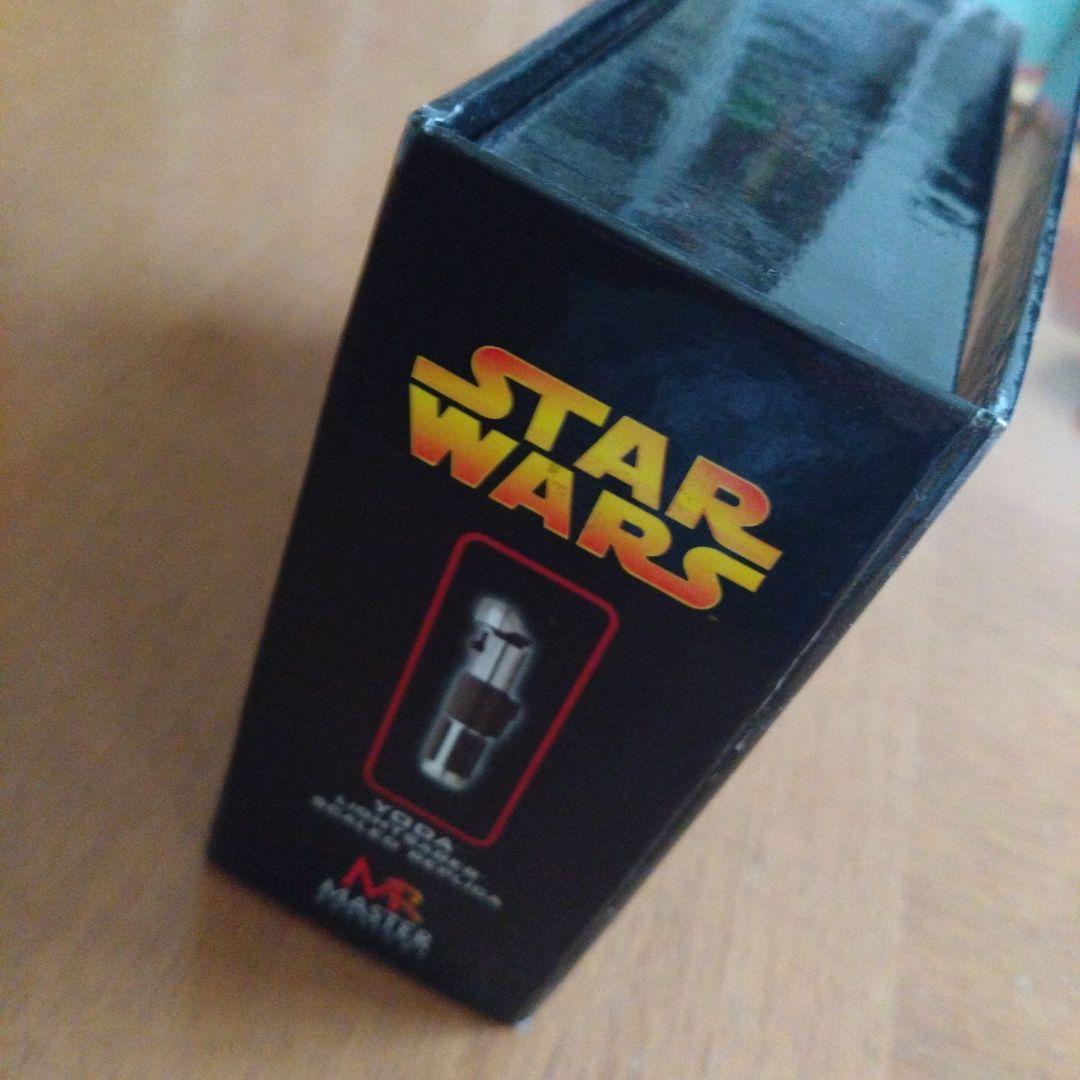 STAR
WARS
YODA
LIGHTSABER
SCALED REPLICA
MR
MASTER